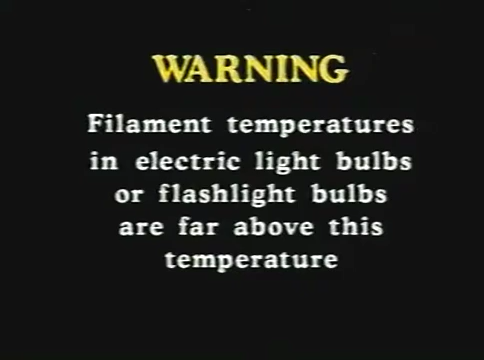 WARNING
Filament temperatures
in electric light bulbs
or flashlight bulbs
are far above this
temperature